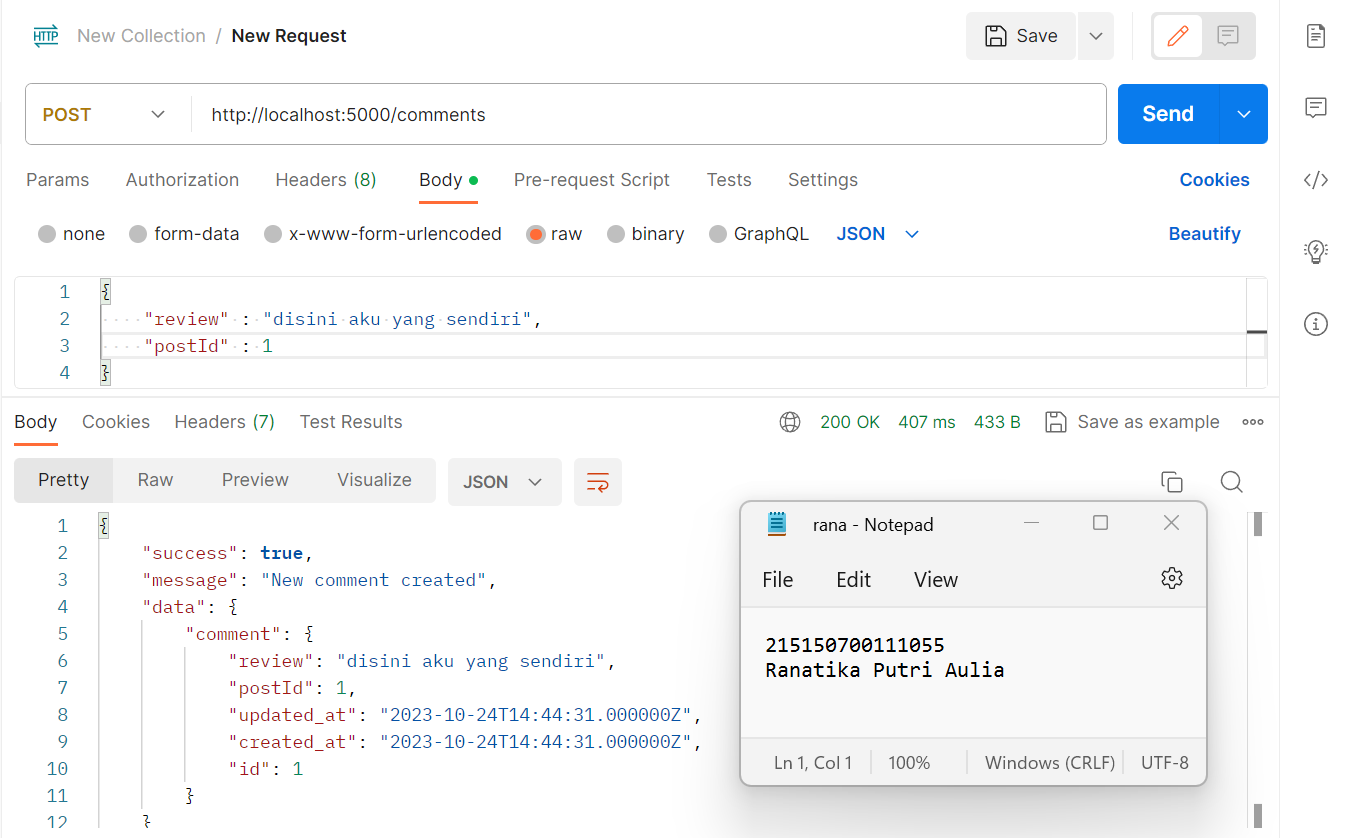 HTTP New Collection / New Request Save
POST http://localhost:5000/comments Send
Params Authorization Headers (8) Body Pre-request Script Tests Settings Cookies
none form-data x-www-form-urlencoded raw binary GraphQL JSON Beautify
1 {
2 "review" : "disini aku yang sendiri",
3 "postId" : 1
4 }
Body Cookies Headers (7) Test Results 200 OK 407 ms 433 B Save as example
Pretty Raw Preview Visualize JSON
1 {
2 "success": true,
3 "message": "New comment created",
4 "data": {
5 "comment": {
6 "review": "disini aku yang sendiri",
7 "postId": 1,
8 "updated_at": "2023-10-24T14:44:31.000000Z",
9 "created_at": "2023-10-24T14:44:31.000000Z",
10 "id": 1
11 }
12 }
rana - Notepad
File Edit View
215150700111055
Ranatika Putri Aulia
Ln 1, Col 1 100% Windows (CRLF) UTF-8